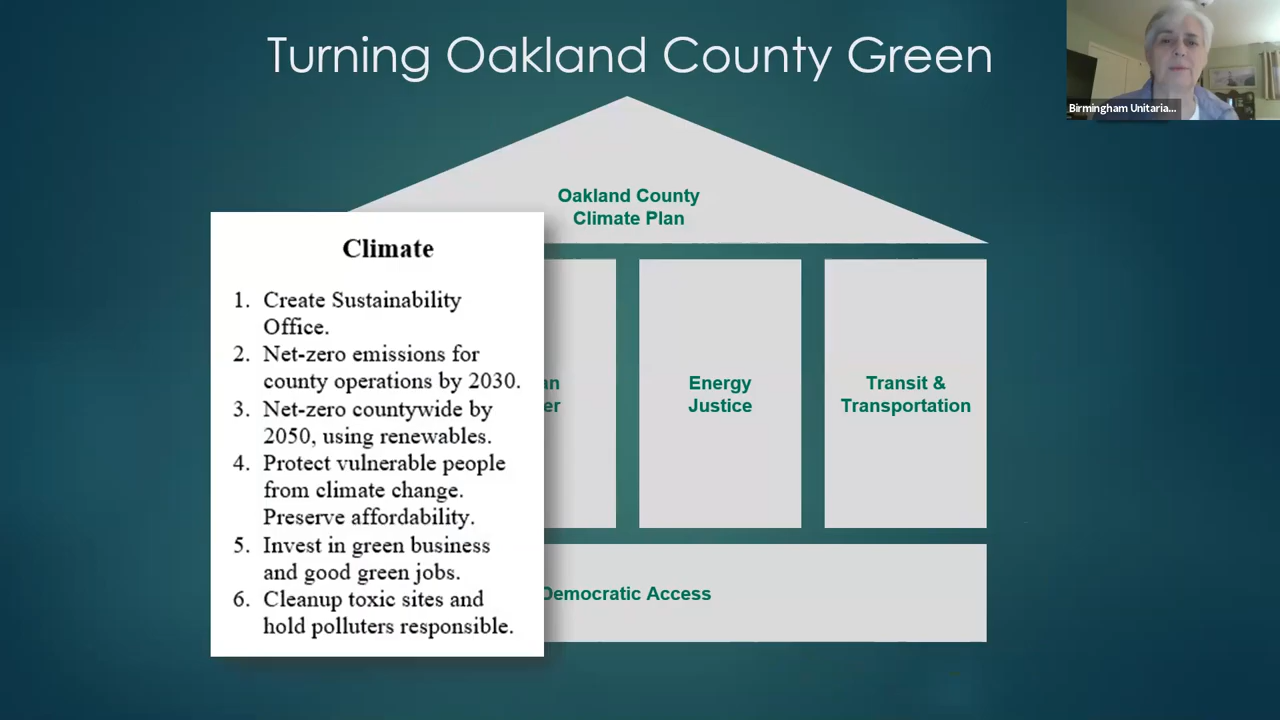 Turning Oakland County Green
Birmingham Unitaria...
Oakland County
Climate Plan
Climate
1. Create Sustainability
Office.
2. Net-zero emissions for
county operations by 2030.
3. Net-zero countywide by
2050, using renewables.
4. Protect vulnerable people
from climate change.
Preserve affordability.
5. Invest in green business
and good green jobs.
6. Cleanup toxic sites and
hold polluters responsible.
Energy
Justice
Transit &
Transportation
Democratic Access